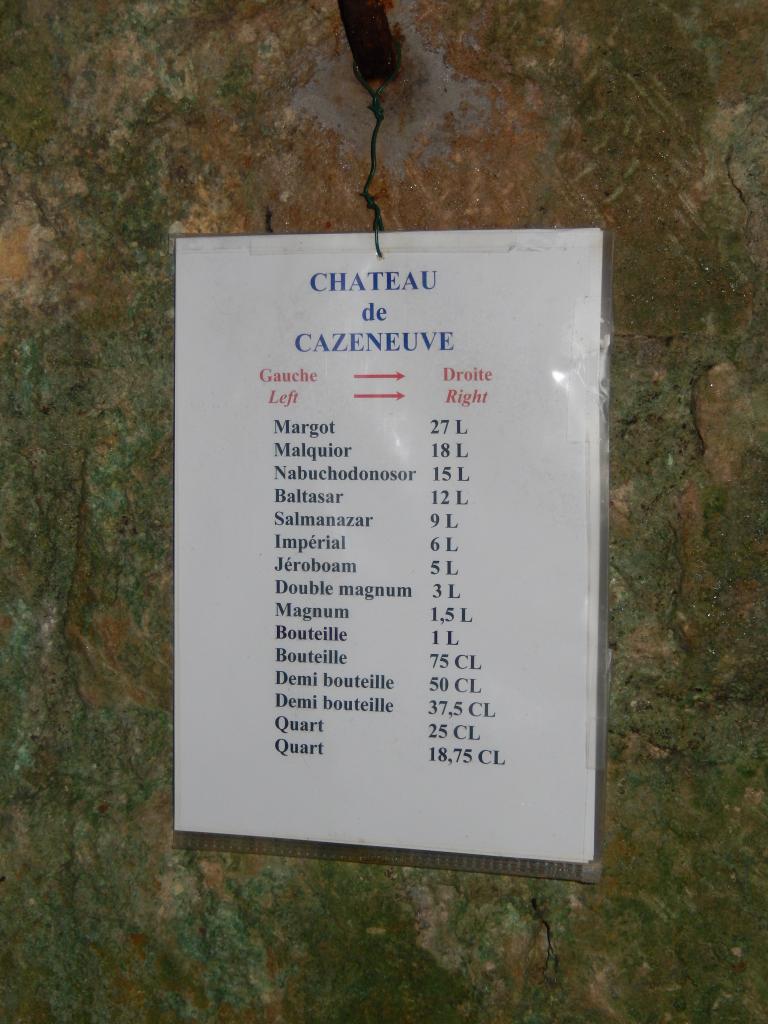 CHATEAU
de
CAZENEUVE
Gauche → Droite
Left → Right
Margot 27 L
Malquior 18 L
Nabuchodonosor 15 L
Baltasar 12 L
Salmanazar 9 L
Impérial 6 L
Jéroboam 5 L
Double magnum 3 L
Magnum 1,5 L
Bouteille 1 L
Bouteille 75 CL
Demi bouteille 50 CL
Demi bouteille 37,5 CL
Quart 25 CL
Quart 18,75 CL